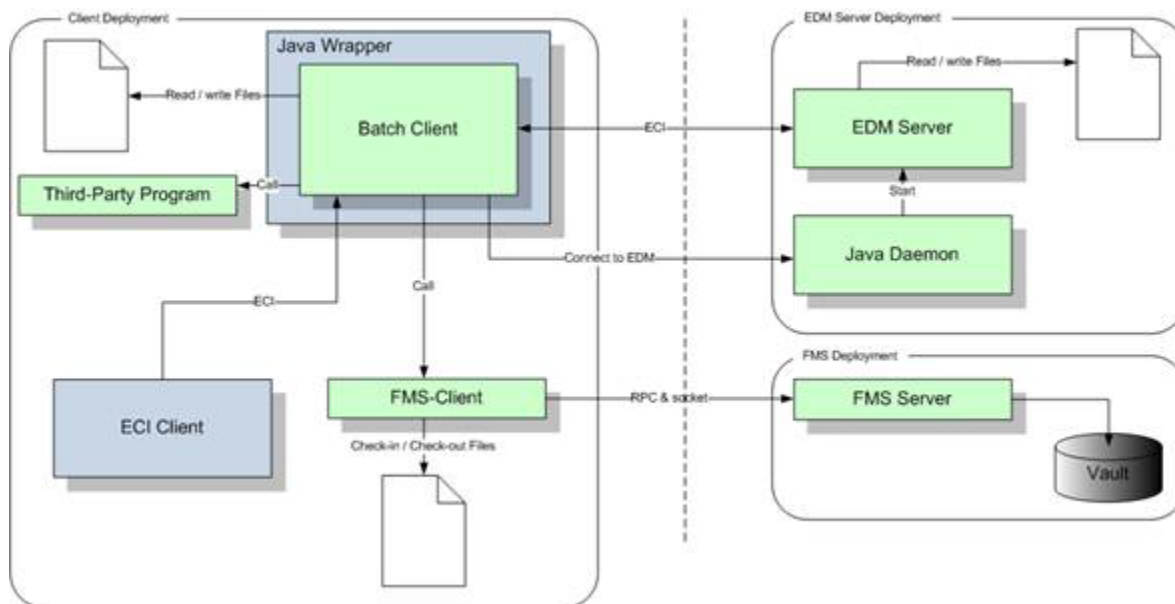 Client Deployment
EDM Server Deployment
Java Wrapper
Read / write Files
Batch Client
ECI
EDM Server
Read / write Files
Third-Party Program
Call
Start
Java Daemon
Connect to EDM
Call
ECI
FMS Deployment
ECI Client
FMS-Client
RPC & socket
FMS Server
Check-in / Check-out Files
Vault